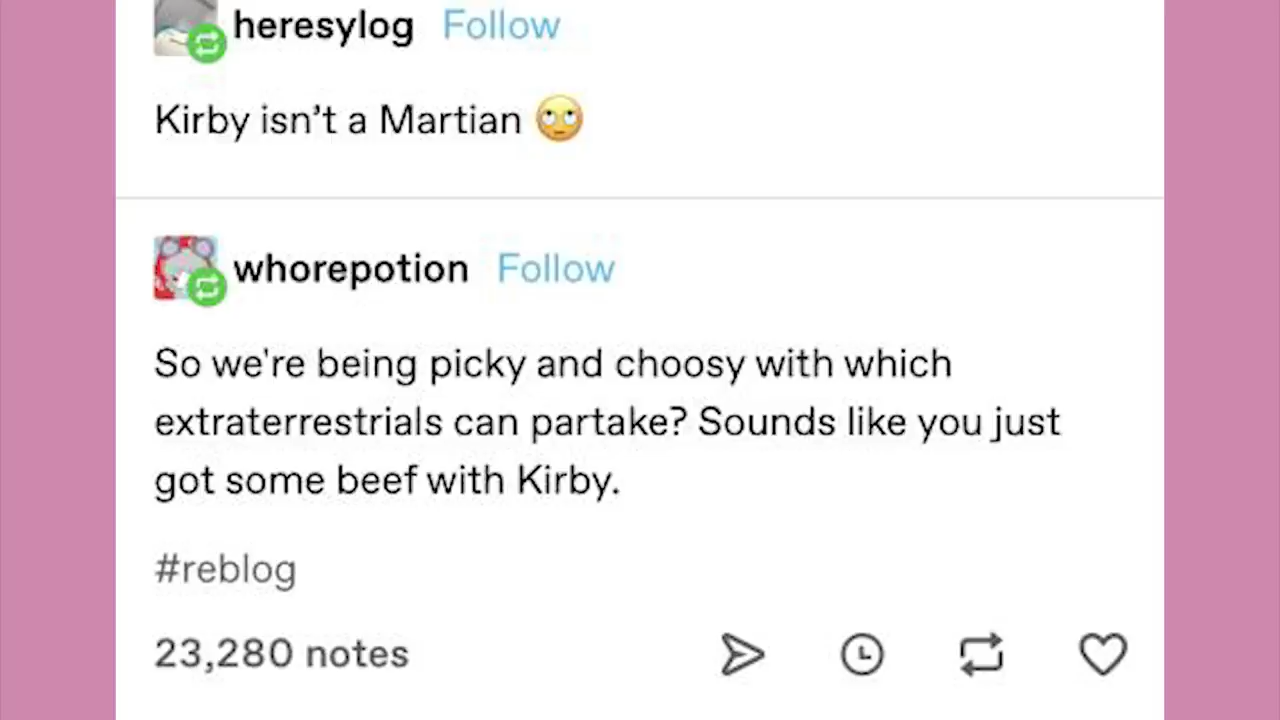 heresylog Follow
Kirby isn’t a Martian 🙄
whorepotion Follow
So we're being picky and choosy with which
extraterrestrials can partake? Sounds like you just
got some beef with Kirby.
#reblog
23,280 notes